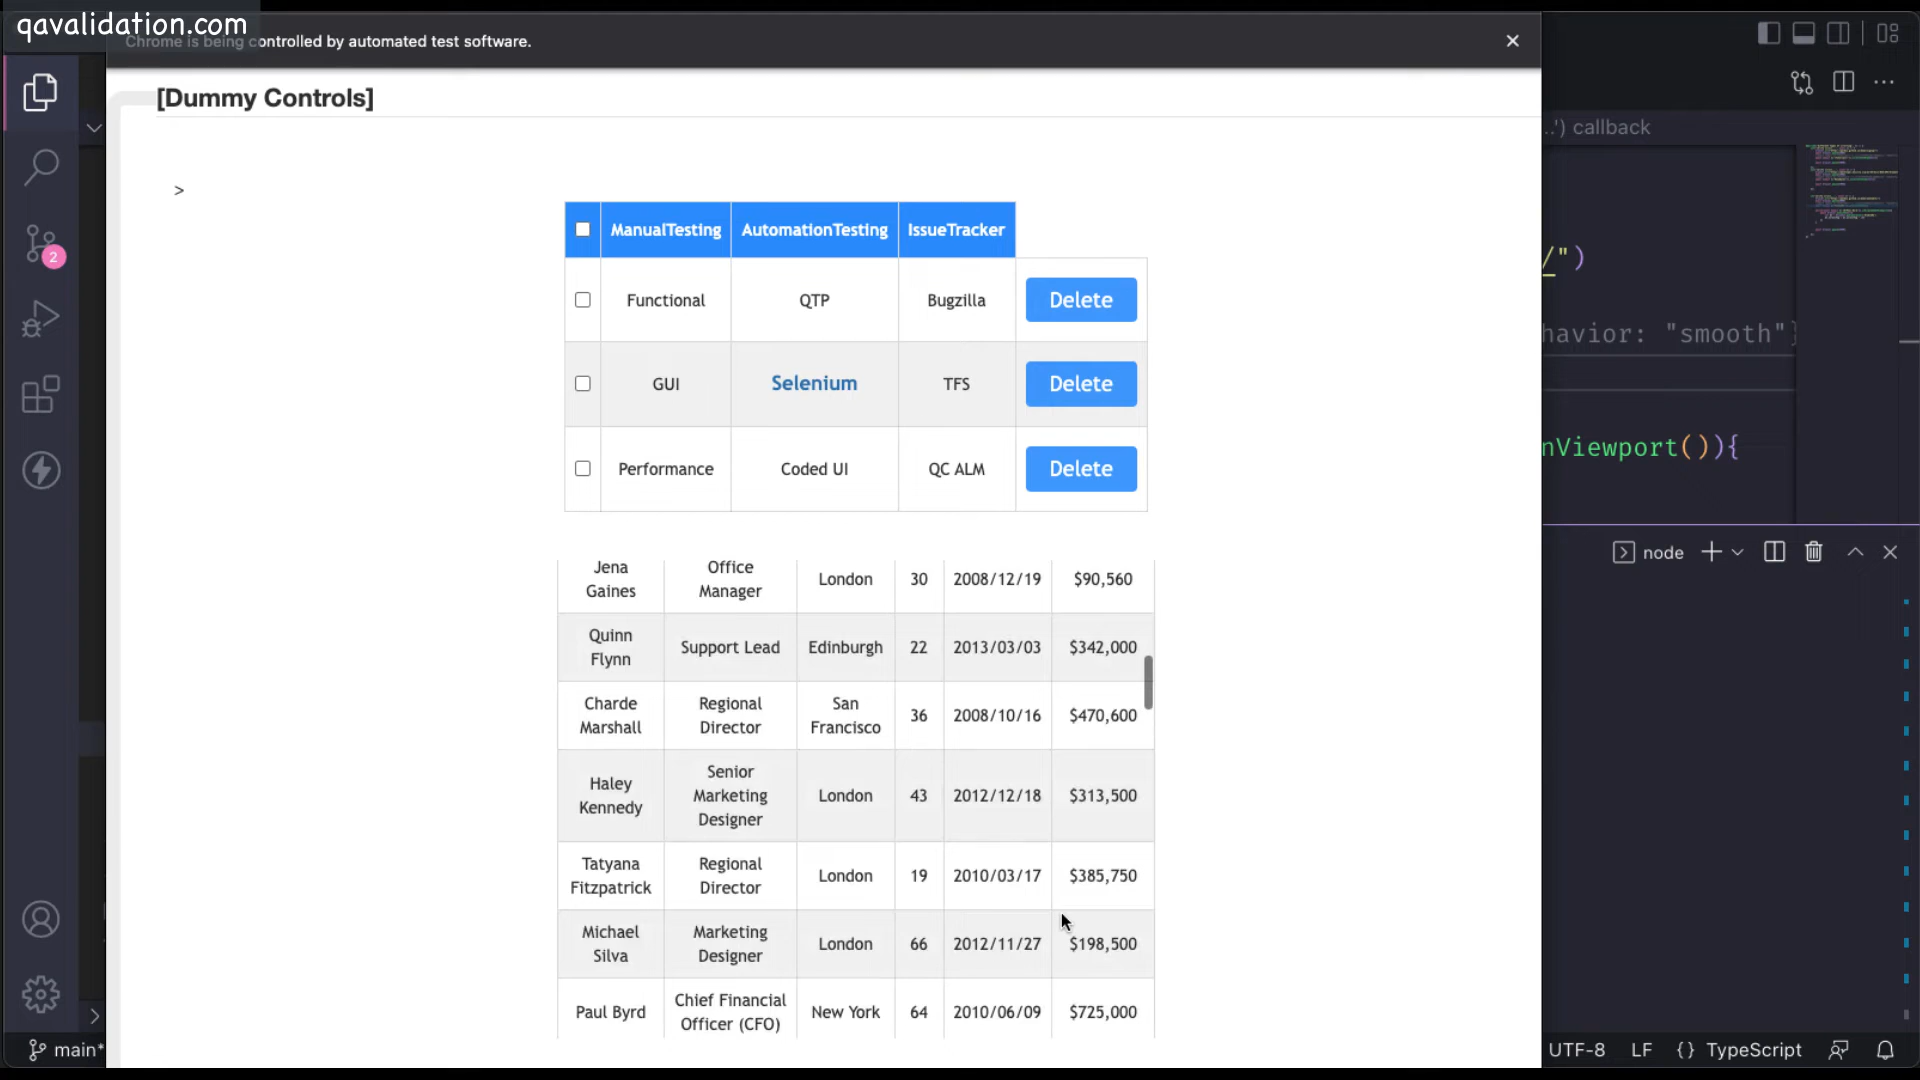 qavalidation.com
Chrome is being controlled by automated test software.
[Dummy Controls]
>
ManualTesting AutomationTesting IssueTracker
Functional QTP Bugzilla Delete
GUI Selenium TFS Delete
Performance Coded UI QC ALM Delete
Jena Gaines Office Manager London 30 2008/12/19 $90,560
Quinn Flynn Support Lead Edinburgh 22 2013/03/03 $342,000
Charde Marshall Regional Director San Francisco 36 2008/10/16 $470,600
Haley Kennedy Senior Marketing Designer London 43 2012/12/18 $313,500
Tatyana Fitzpatrick Regional Director London 19 2010/03/17 $385,750
Michael Silva Marketing Designer London 66 2012/11/27 $198,500
Paul Byrd Chief Financial Officer (CFO) New York 64 2010/06/09 $725,000
..') callback
/")
havior: "smooth"}
nViewport()){
node
2
main*
UTF-8 LF {} TypeScript